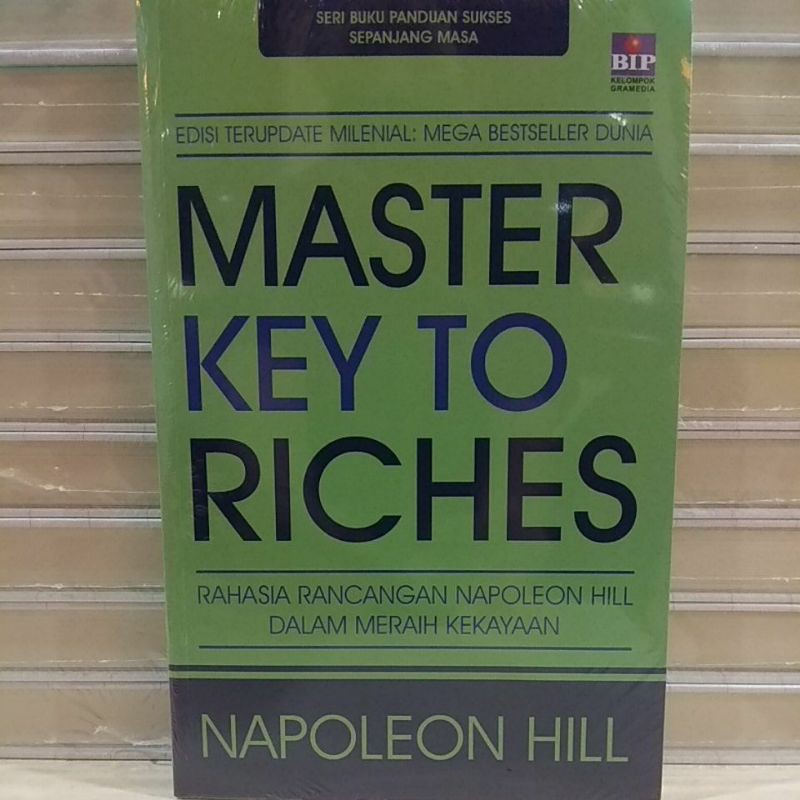 SERI BUKU PANDUAN SUKSES
SEPANJANG MASA
BIP
KELOMPOK
GRAMEDIA
EDISI TERUPDATE MILENIAL: MEGA BESTSELLER DUNIA
MASTER
KEY TO
RICHES
RAHASIA RANCANGAN NAPOLEON HILL
DALAM MERAIH KEKAYAAN
NAPOLEON HILL